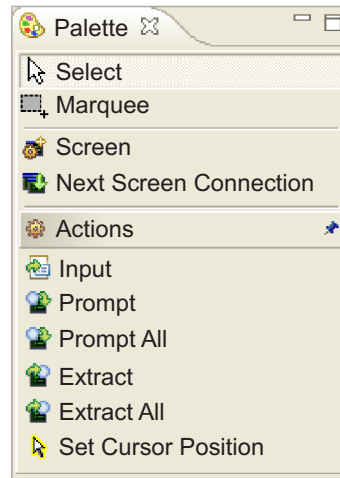 Palette
Select
Marquee
Screen
Next Screen Connection
Actions
Input
Prompt
Prompt All
Extract
Extract All
Set Cursor Position